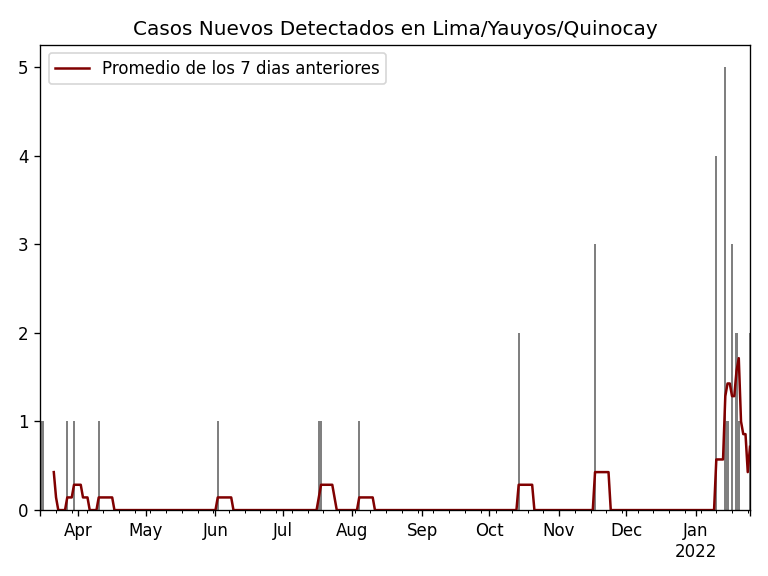 Casos Nuevos Detectados en Lima/Yauyos/Quinocay
Promedio de los 7 dias anteriores
5
4
3
2
1
0
Apr May Jun Jul Aug Sep Oct Nov Dec Jan
2022